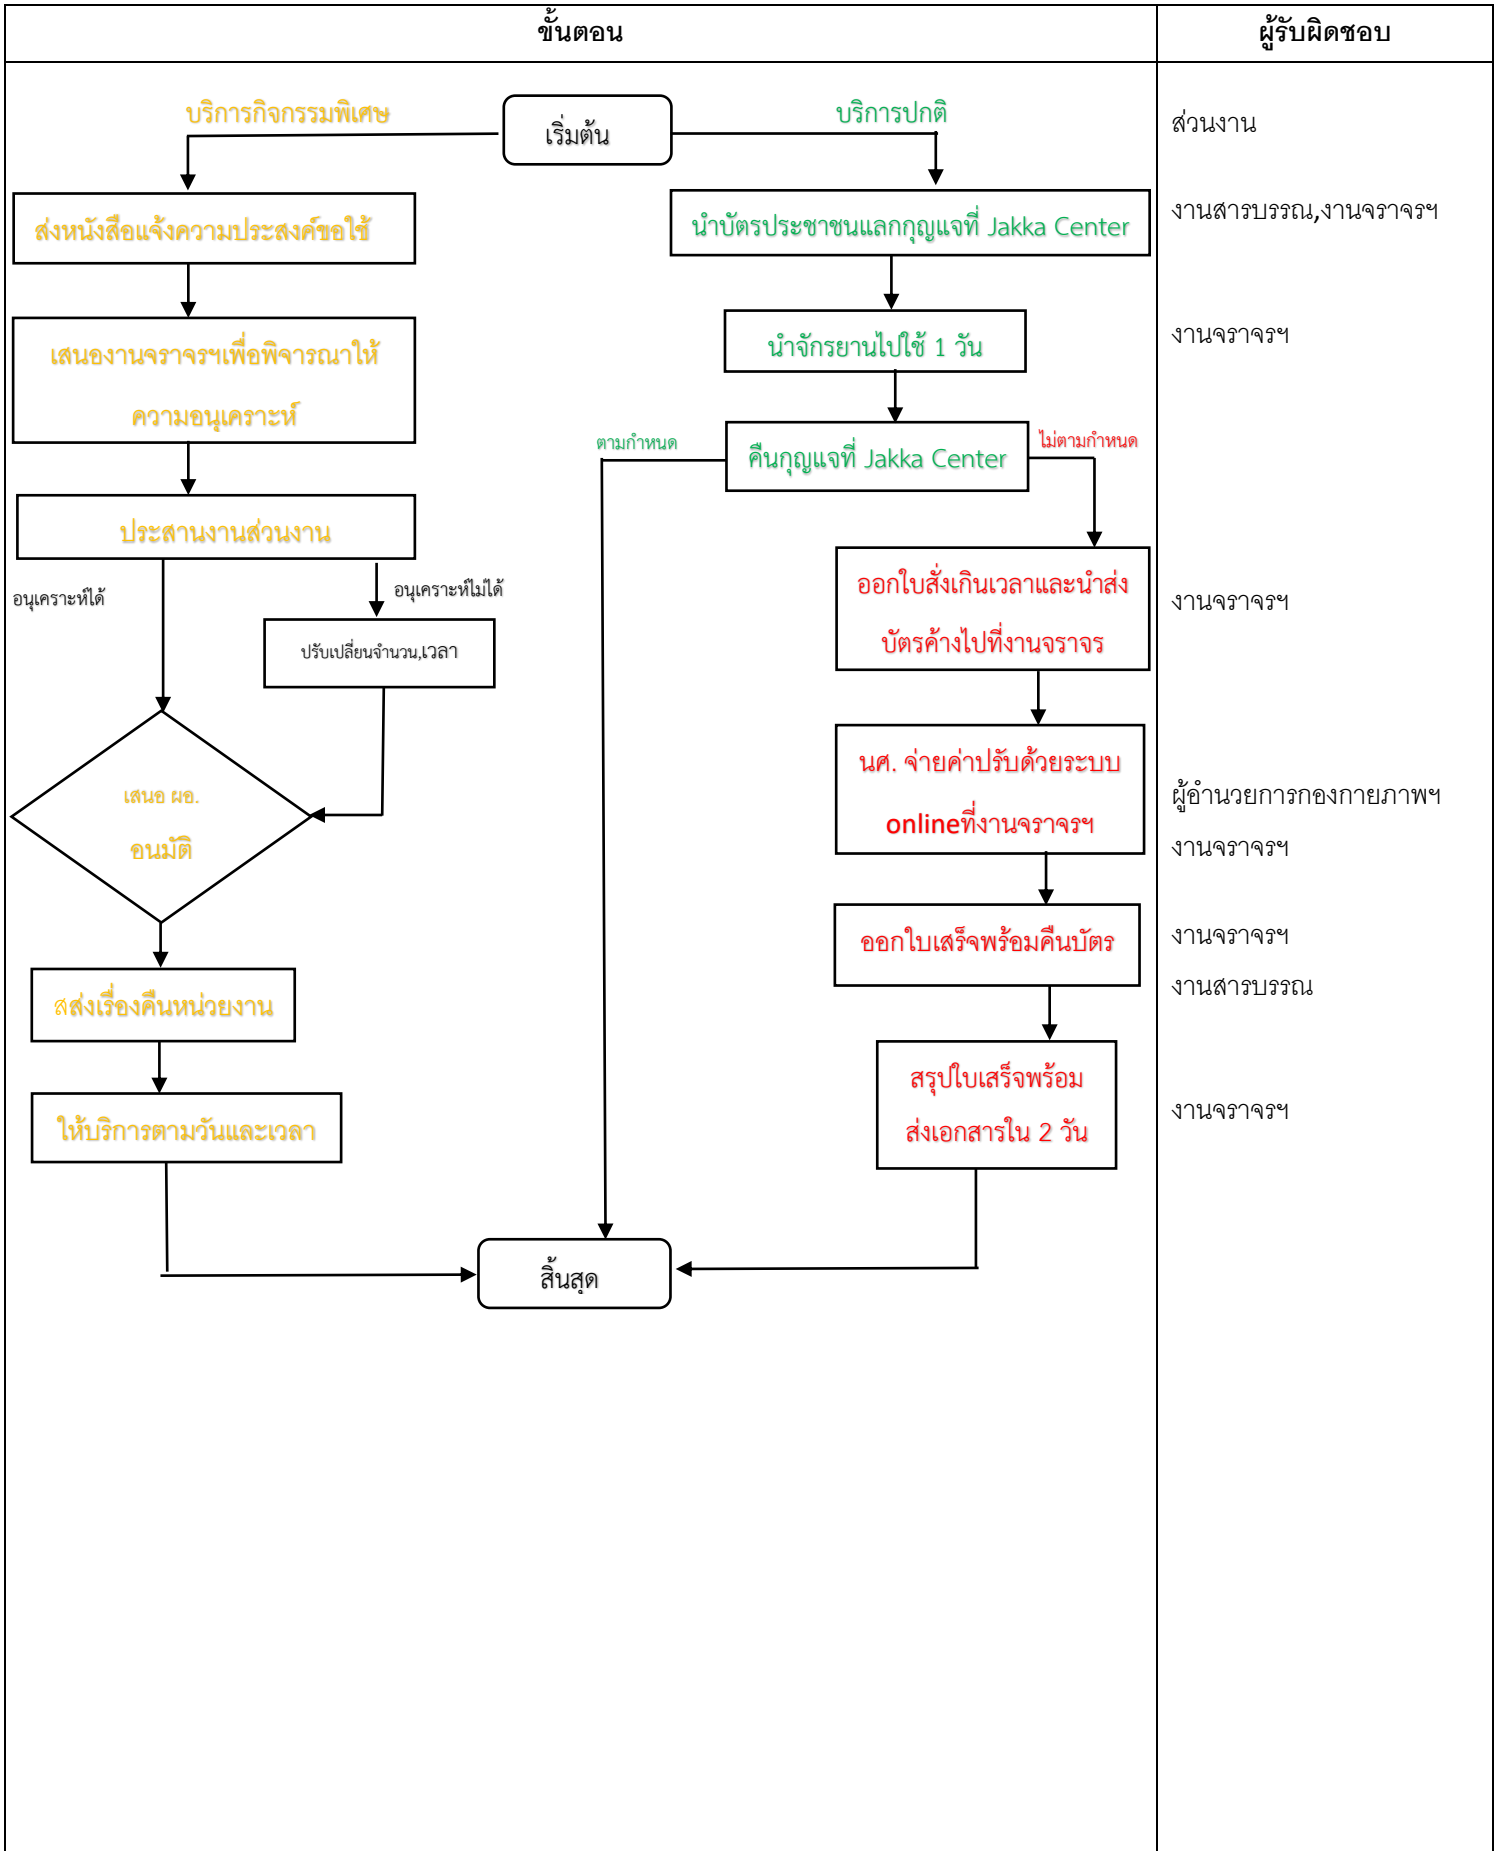 ขั้นตอน
ผู้รับผิดชอบ
บริการกิจกรรมพิเศษ
เริ่มต้น
บริการปกติ
ส่วนงาน
ส่งหนังสือแจ้งความประสงค์ขอใช้
นำบัตรประชาชนแลกกุญแจที่ Jakka Center
งานสารบรรณ,งานจราจรฯ
เสนองานจราจรฯเพื่อพิจารณาให้
ความอนุเคราะห์
นำจักรยานไปใช้ 1 วัน
งานจราจรฯ
ตามกำหนด
คืนกุญแจที่ Jakka Center
ไม่ตามกำหนด
ประสานงานส่วนงาน
อนุเคราะห์ได้
อนุเคราะห์ไม่ได้
ปรับเปลี่ยนจำนวน,เวลา
ออกใบสั่งเกินเวลาและนำส่ง
บัตรค้างไปที่งานจราจร
งานจราจรฯ
เสนอ ผอ.
อนมัติ
นศ. จ่ายค่าปรับด้วยระบบ
onlineที่งานจราจรฯ
ผู้อำนวยการกองกายภาพฯ
งานจราจรฯ
ออกใบเสร็จพร้อมคืนบัตร
งานจราจรฯ
สส่งเรื่องคืนหน่วยงาน
งานสารบรรณ
ให้บริการตามวันและเวลา
สรุปใบเสร็จพร้อม
ส่งเอกสารใน 2 วัน
งานจราจรฯ
สิ้นสุด